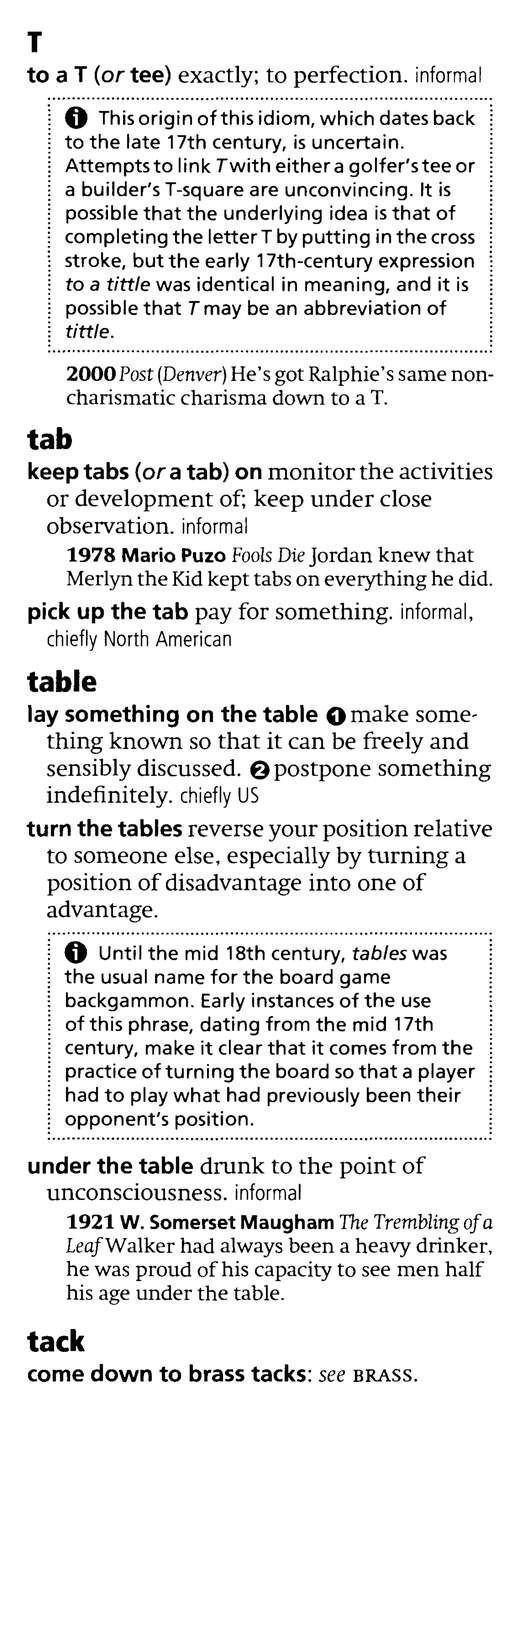 T
to a T (or tee) exactly; to perfection. informal
This origin of this idiom, which dates back
to the late 17th century, is uncertain.
Attempts to link T with either a golfer's tee or
a builder's T-square are unconvincing. It is
possible that the underlying idea is that of
completing the letter T by putting in the cross
stroke, but the early 17th-century expression
to a tittle was identical in meaning, and it is
possible that T may be an abbreviation of
tittle.
2000 Post (Denver) He's got Ralphie's same non-
charismatic charisma down to a T.
tab
keep tabs (or a tab) on monitor the activities
or development of; keep under close
observation. informal
1978 Mario Puzo Fools Die Jordan knew that
Merlyn the Kid kept tabs on everything he did.
pick up the tab pay for something. informal,
chiefly North American
table
lay something on the table ❶ make some-
thing known so that it can be freely and
sensibly discussed. ❷ postpone something
indefinitely. chiefly US
turn the tables reverse your position relative
to someone else, especially by turning a
position of disadvantage into one of
advantage.
Until the mid 18th century, tables was
the usual name for the board game
backgammon. Early instances of the use
of this phrase, dating from the mid 17th
century, make it clear that it comes from the
practice of turning the board so that a player
had to play what had previously been their
opponent's position.
under the table drunk to the point of
unconsciousness. informal
1921 W. Somerset Maugham The Trembling of a
Leaf Walker had always been a heavy drinker,
he was proud of his capacity to see men half
his age under the table.
tack
come down to brass tacks: see BRASS.